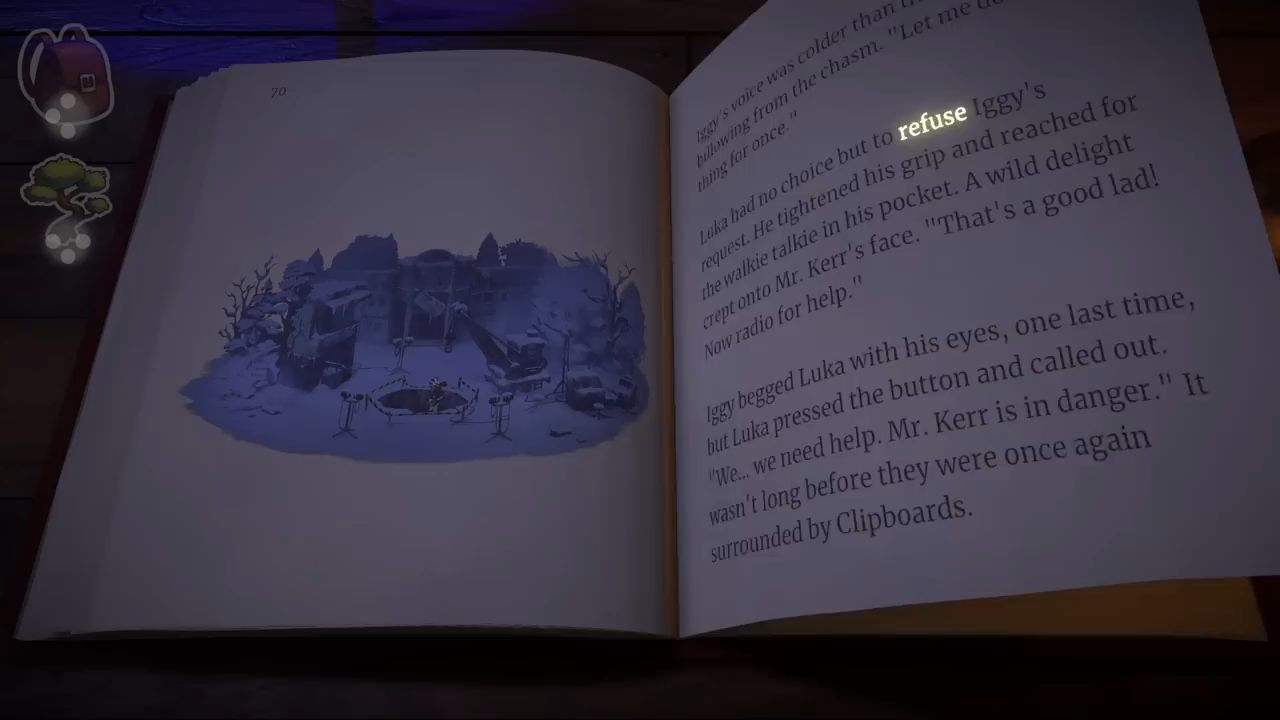 70
Iggy's voice was colder than
billowing from the chasm. "Let me
thing for once."
Luka had no choice but to refuse Iggy's
request. He tightened his grip and reached for
the walkie talkie in his pocket. A wild delight
crept onto Mr. Kerr's face. "That's a good lad!
Now radio for help."
Iggy begged Luka with his eyes, one last time,
but Luka pressed the button and called out.
"We... we need help. Mr. Kerr is in danger." It
wasn't long before they were once again
surrounded by Clipboards.